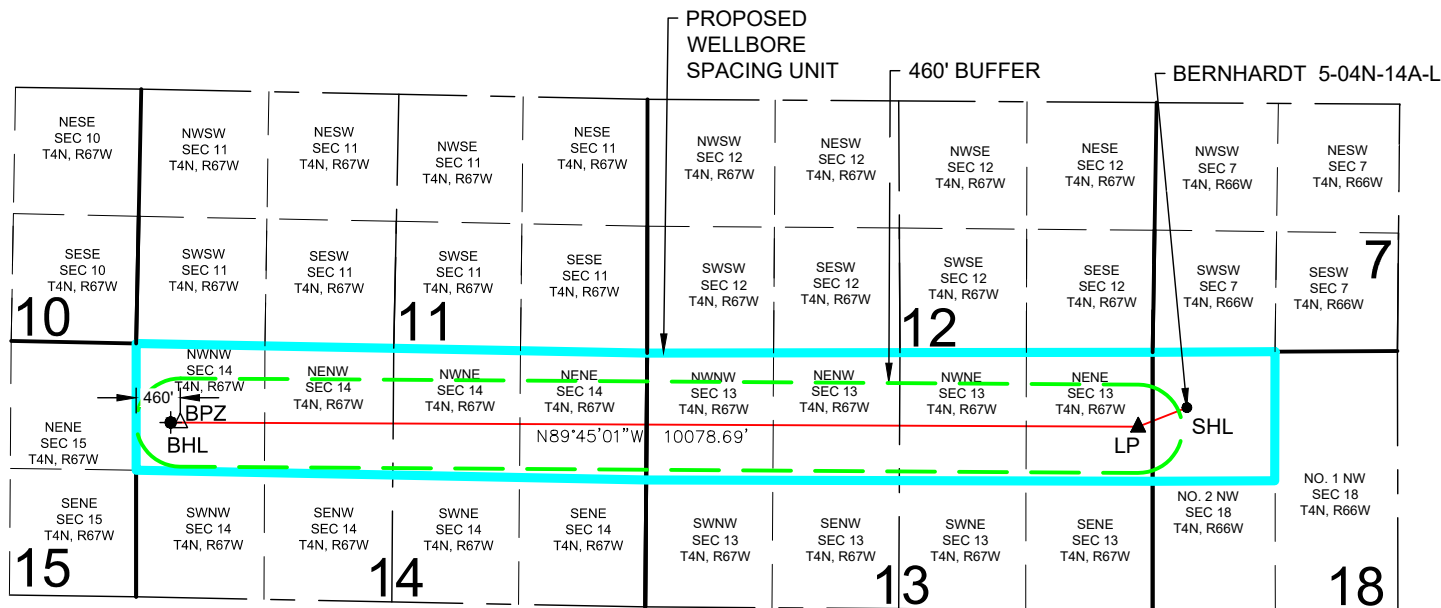 PROPOSED
WELLBORE
SPACING UNIT
460' BUFFER
BERNHARDT 5-04N-14A-L
NESE
SEC 10
T4N, R67W
NWSW
SEC 11
T4N, R67W
NESW
SEC 11
T4N, R67W
NWSE
SEC 11
T4N, R67W
NESE
SEC 11
T4N, R67W
NWSW
SEC 12
T4N, R67W
NESW
SEC 12
T4N, R67W
NWSE
SEC 12
T4N, R67W
NESE
SEC 12
T4N, R67W
NWSW
SEC 7
T4N, R66W
NESW
SEC 7
T4N, R66W
SESE
SEC 10
T4N, R67W
SWSW
SEC 11
T4N, R67W
SESW
SEC 11
T4N, R67W
SWSE
SEC 11
T4N, R67W
SESE
SEC 11
T4N, R67W
SWSW
SEC 12
T4N, R67W
SESW
SEC 12
T4N, R67W
SWSE
SEC 12
T4N, R67W
SESE
SEC 12
T4N, R67W
SWSW
SEC 7
T4N, R66W
SESW
SEC 7
T4N, R66W
10
11
12
7
NWNW
SEC 14
T4N, R67W
NENW
SEC 14
T4N, R67W
NWNE
SEC 14
T4N, R67W
NENE
SEC 14
T4N, R67W
NWNW
SEC 13
T4N, R67W
NENW
SEC 13
T4N, R67W
NWNE
SEC 13
T4N, R67W
NENE
SEC 13
T4N, R67W
460'
BPZ
BHL
N89°45'01"W 10078.69'
LP
SHL
NENE
SEC 15
T4N, R67W
SENE
SEC 15
T4N, R67W
SWNW
SEC 14
T4N, R67W
SENW
SEC 14
T4N, R67W
SWNE
SEC 14
T4N, R67W
SENE
SEC 14
T4N, R67W
SWNW
SEC 13
T4N, R67W
SENW
SEC 13
T4N, R67W
SWNE
SEC 13
T4N, R67W
SENE
SEC 13
T4N, R67W
NO. 2 NW
SEC 18
T4N, R66W
NO. 1 NW
SEC 18
T4N, R66W
15
14
13
18